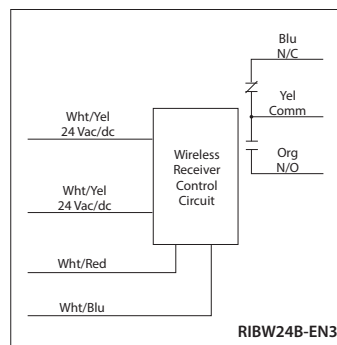 Blu
N/C
Yel
Comm
Org
N/O
Wht/Yel
24 Vac/dc
Wireless
Receiver
Control
Circuit
Wht/Yel
24 Vac/dc
Wht/Red
Wht/Blu
RIBW24B-EN3